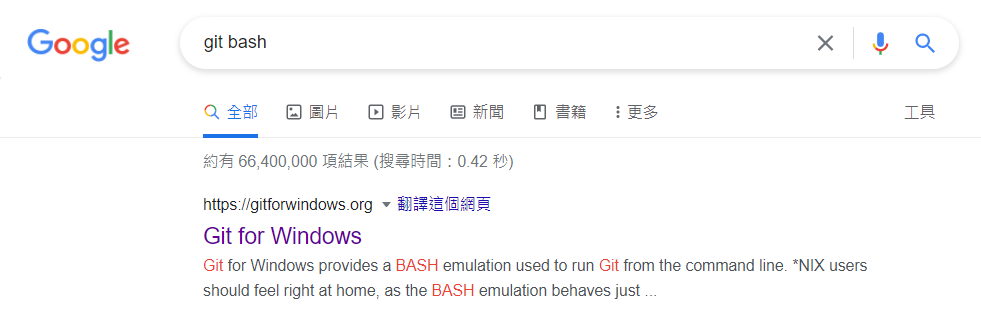 Google
git bash
全部 圖片 影片 新聞 書籍 更多 工具
約有 66,400,000 項結果 (搜尋時間：0.42 秒)
https://gitforwindows.org 翻譯這個網頁
Git for Windows
Git for Windows provides a BASH emulation used to run Git from the command line. *NIX users
should feel right at home, as the BASH emulation behaves just ...